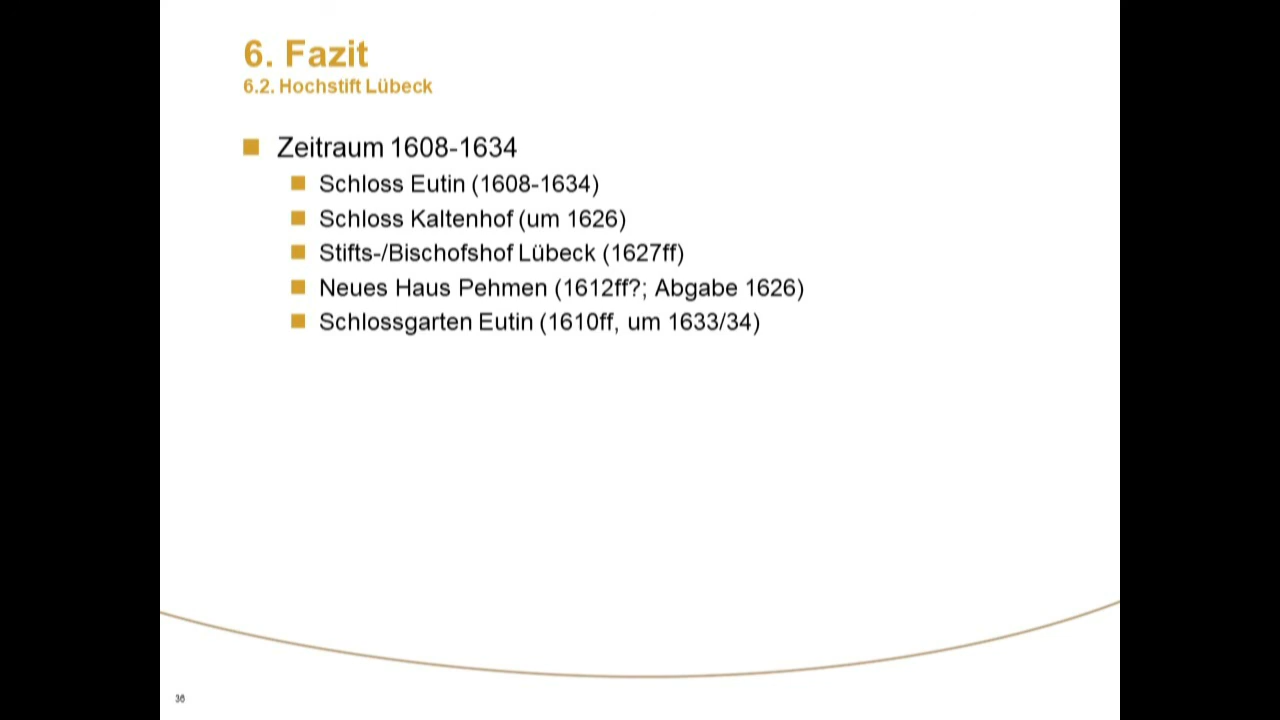 6. Fazit
6.2. Hochstift Lübeck
Zeitraum 1608-1634
Schloss Eutin (1608-1634)
Schloss Kaltenhof (um 1626)
Stifts-/Bischofshof Lübeck (1627ff)
Neues Haus Pehmen (1612ff?; Abgabe 1626)
Schlossgarten Eutin (1610ff, um 1633/34)
36